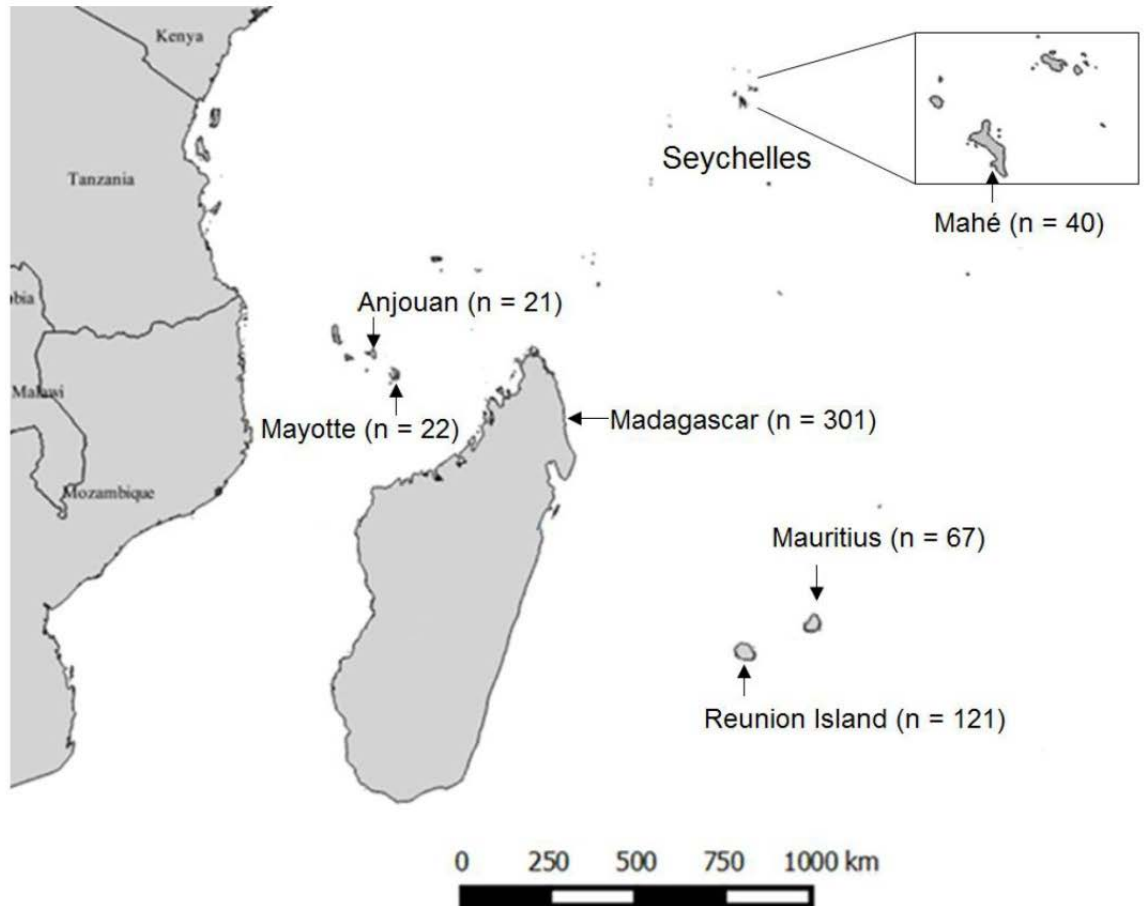 Kenya
Tanzania
Seychelles
Mahé (n = 40)
Anjouan (n = 21)
bia
Malawi
Mayotte (n = 22)
Madagascar (n = 301)
Mozambique
Mauritius (n = 67)
Reunion Island (n = 121)
0 250 500 750 1000 km